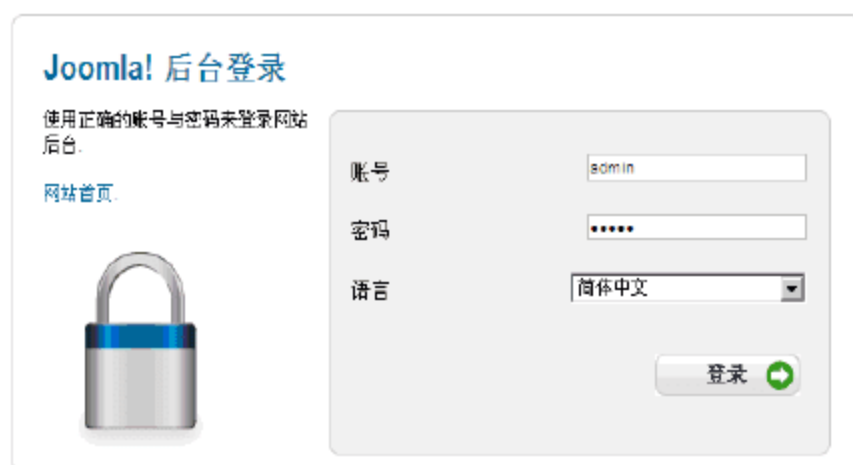 Joomla! 后台登录
使用正确的账号与密码来登录网站
后台.
网站首页.
账号
admin
密码
•••••
语言
简体中文
登录